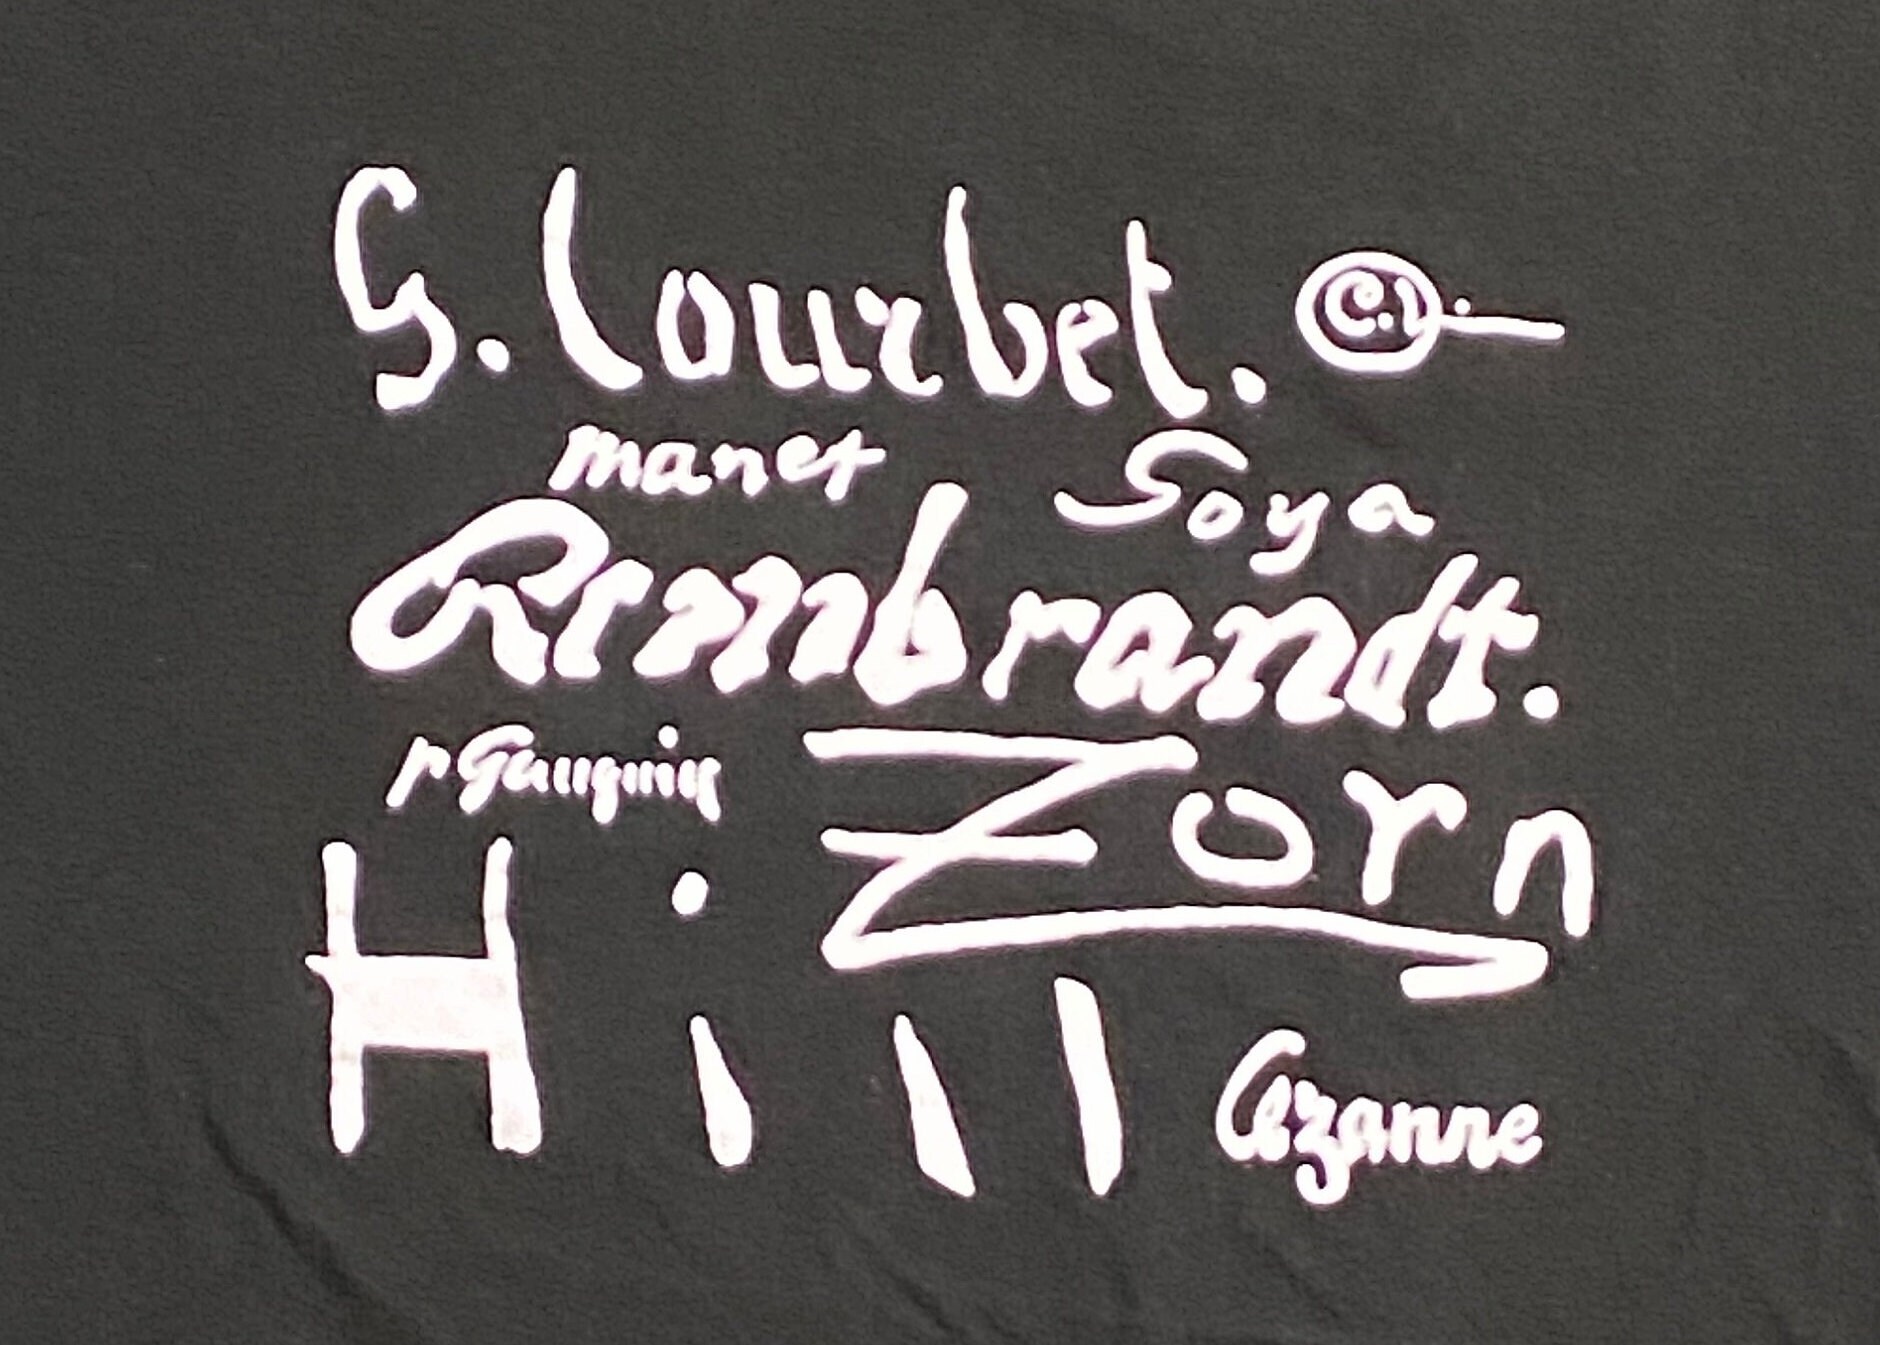 G. Courbet. C.L
manet Goya
Rembrandt.
P Gauguin Zorn
Hill Cezanne